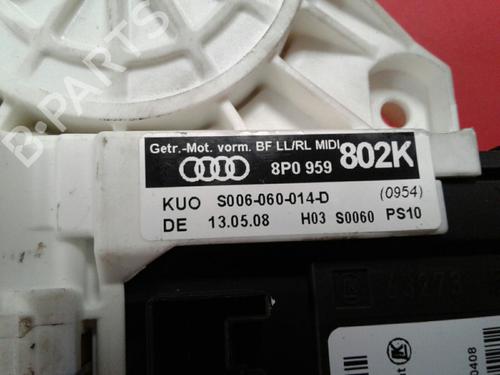 B-PARTS
Getr.-Mot. vorm. BF LL/RL MIDI
8P0 959 802K
KUO S006-060-014-D (0954)
DE 13.05.08 H03 S0060 PS10